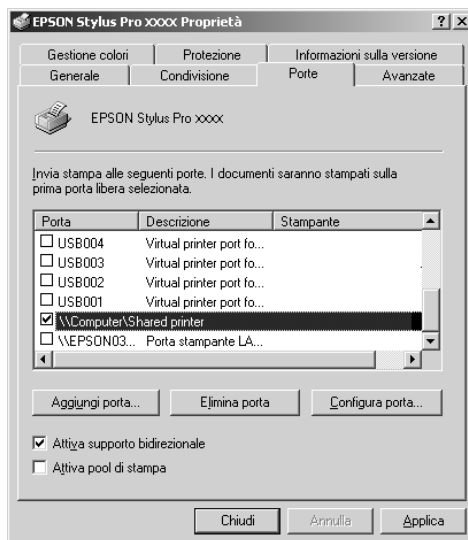 EPSON Stylus Pro xxxx Proprietà
Gestione colori Protezione Informazioni sulla versione
Generale Condivisione Porte Avanzate
EPSON Stylus Pro xxxx
Invia stampa alle seguenti porte. I documenti saranno stampati sulla
prima porta libera selezionata.
Porta Descrizione Stampante
USB004 Virtual printer port fo...
USB003 Virtual printer port fo...
USB002 Virtual printer port fo...
USB001 Virtual printer port fo...
\\Computer\Shared printer
\\EPSON03... Porta stampante LA...
Aggiungi porta... Elimina porta Configura porta...
Attiva supporto bidirezionale
Attiva pool di stampa
Chiudi Annulla Applica